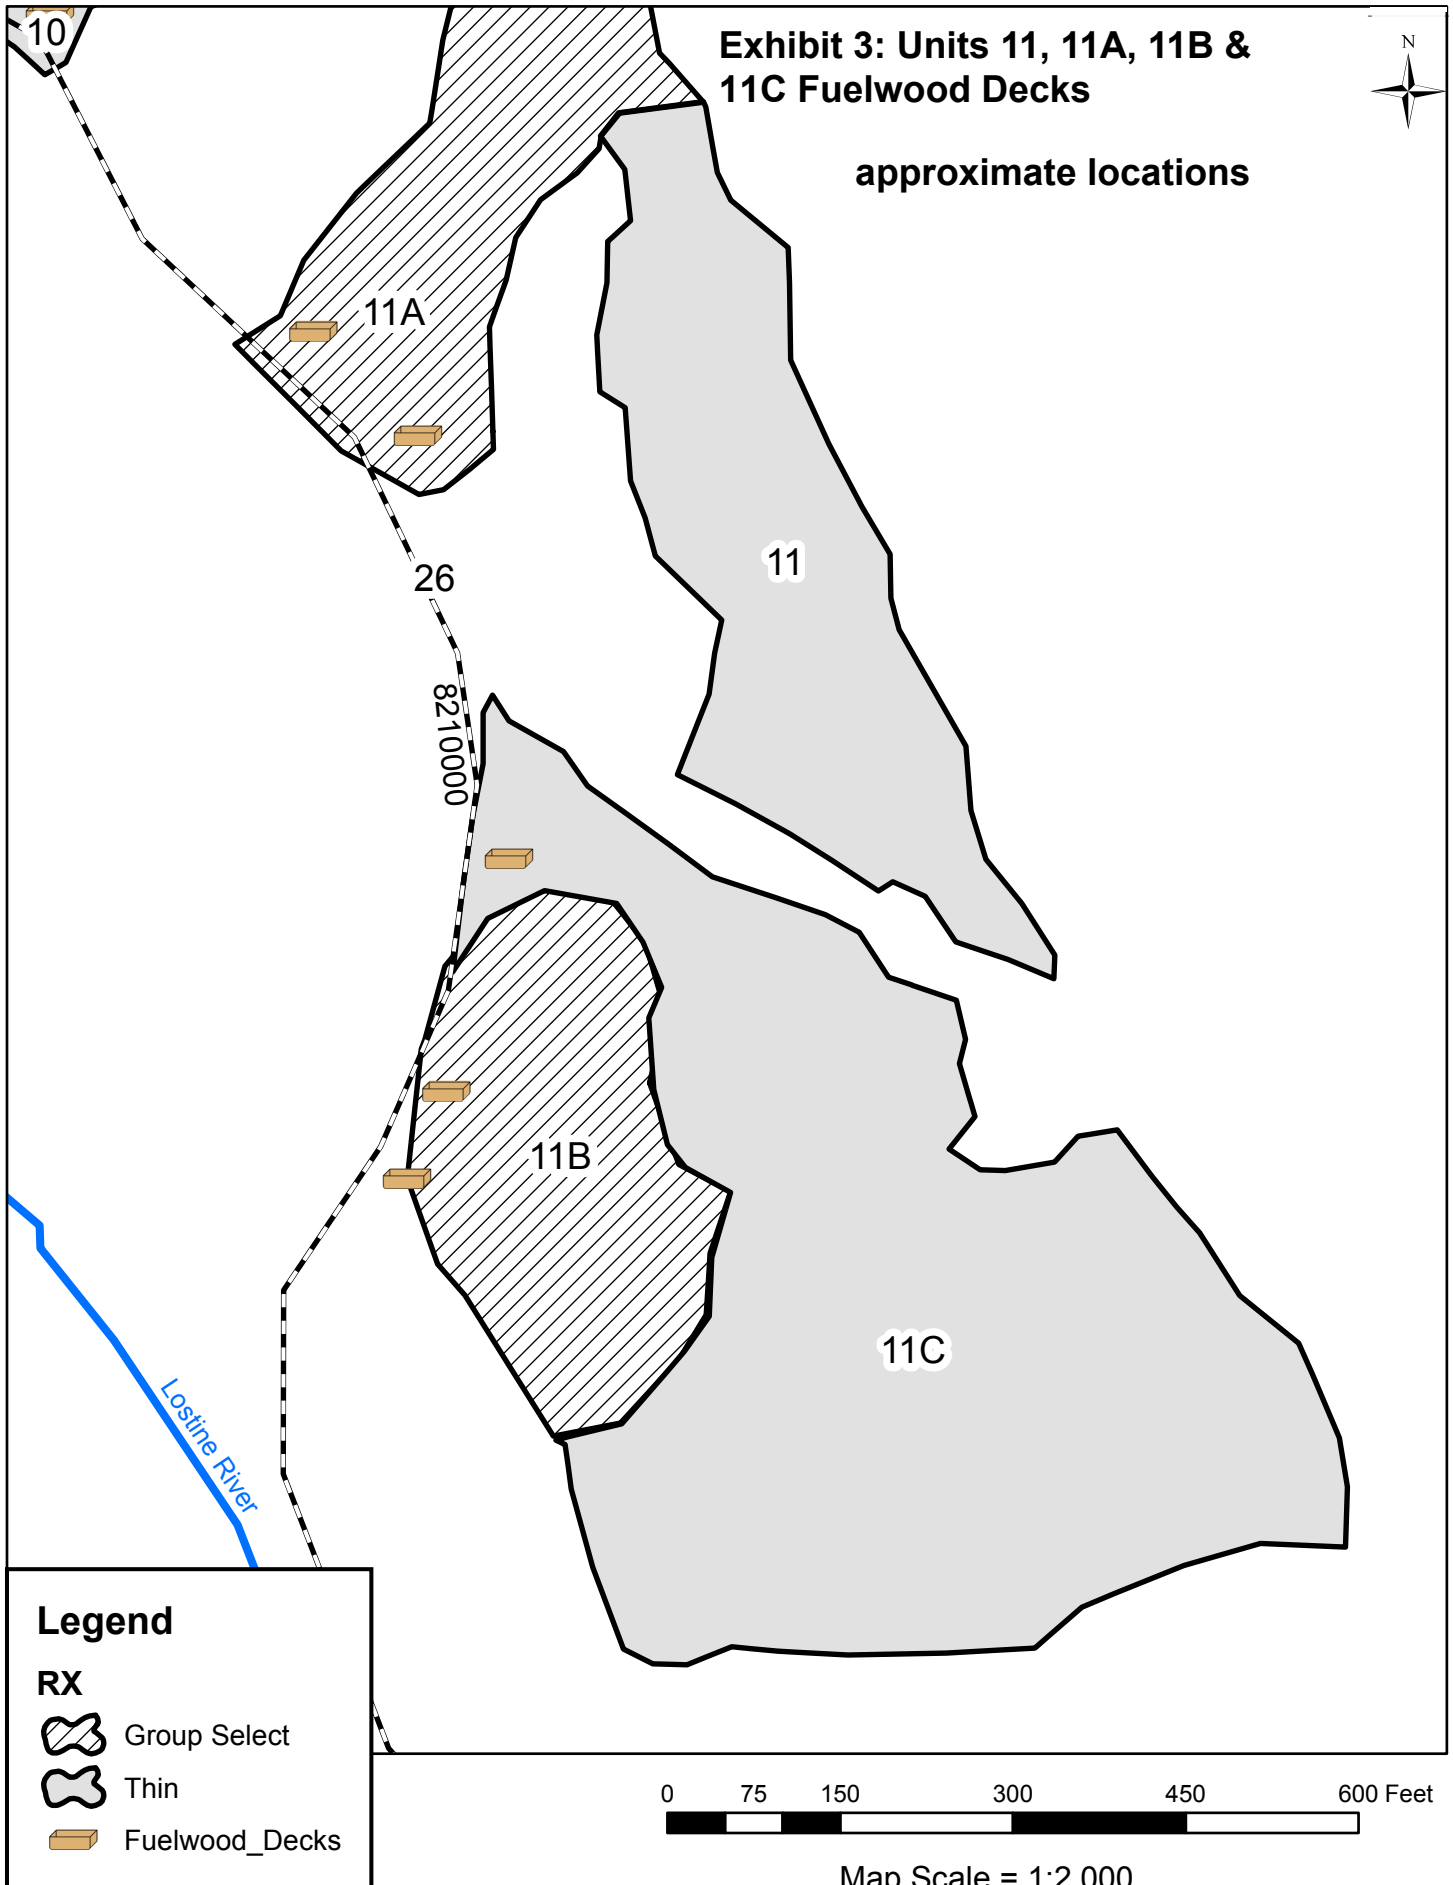 10
Exhibit 3: Units 11, 11A, 11B &
11C Fuelwood Decks
N
approximate locations
11A
11
26
8210000
11B
11C
Lostine River
Legend
RX
Group Select
Thin
Fuelwood_Decks
0 75 150 300 450 600 Feet
Map Scale = 1:2,000